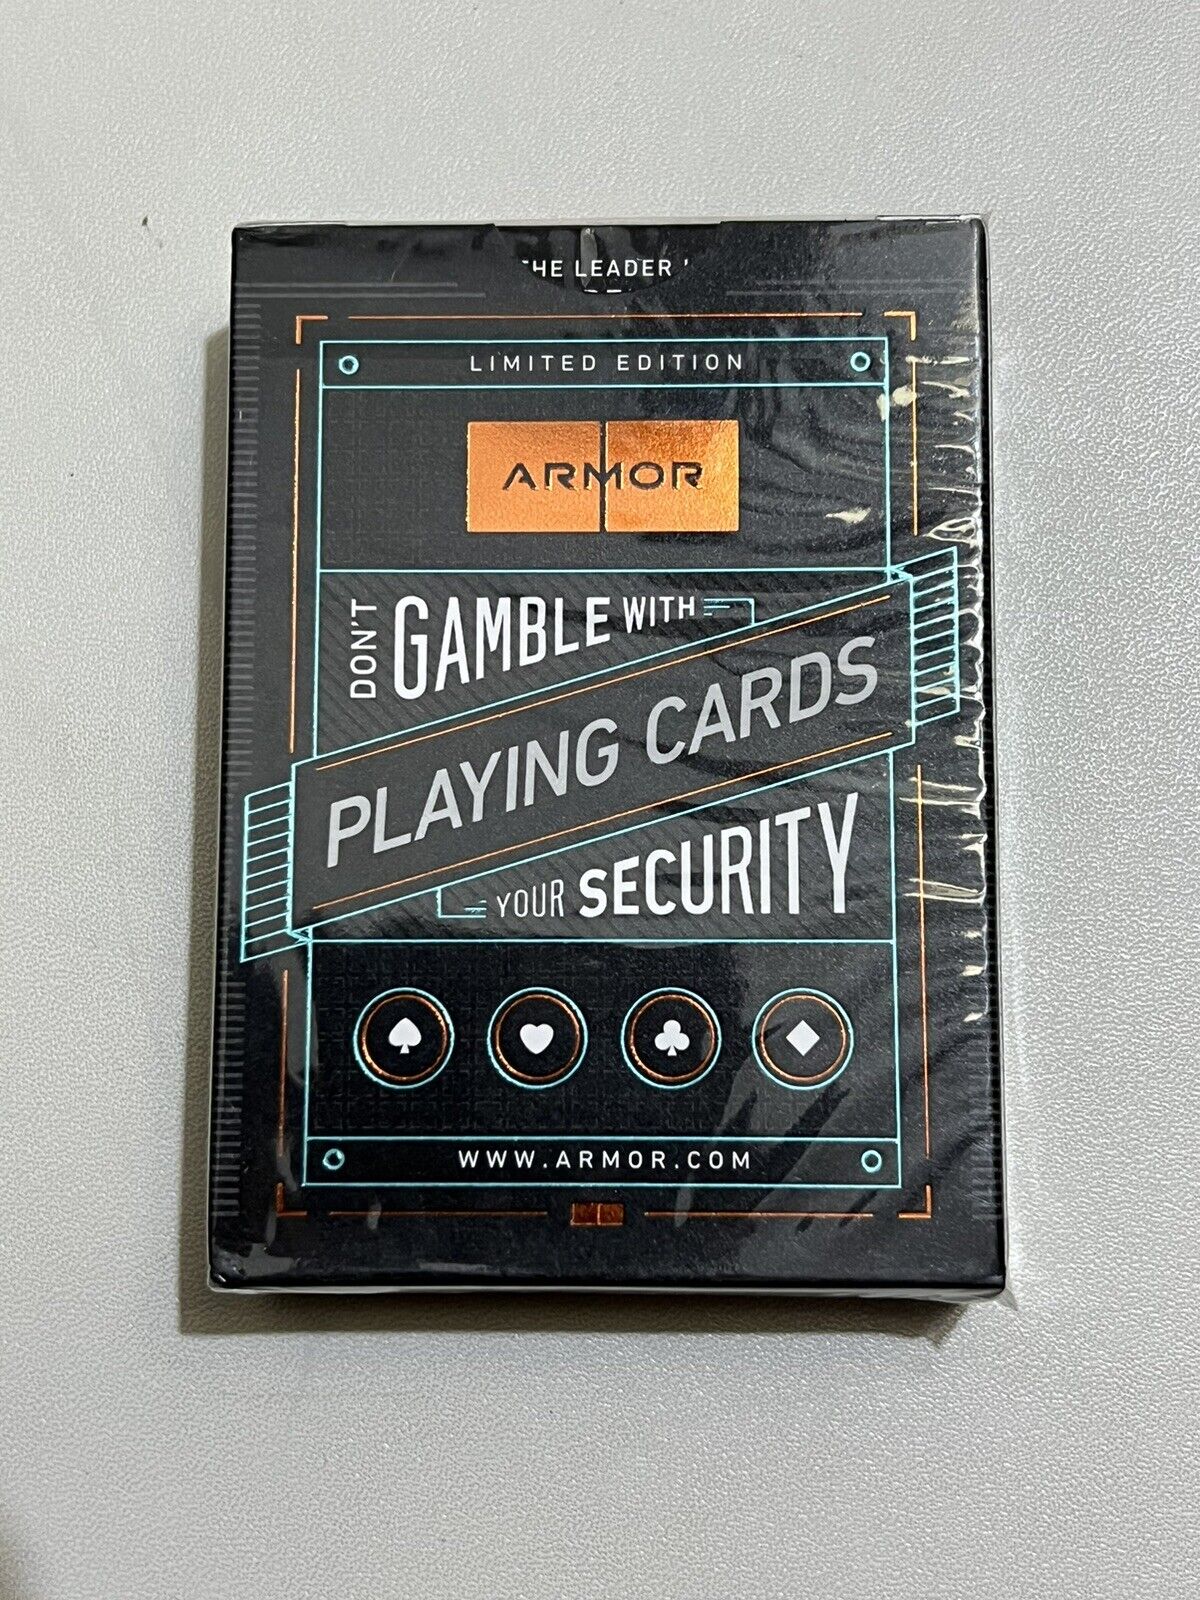 THE LEADER
LIMITED EDITION
ARMOR
DON'T GAMBLE WITH
PLAYING CARDS
YOUR SECURITY
WWW.ARMOR.COM